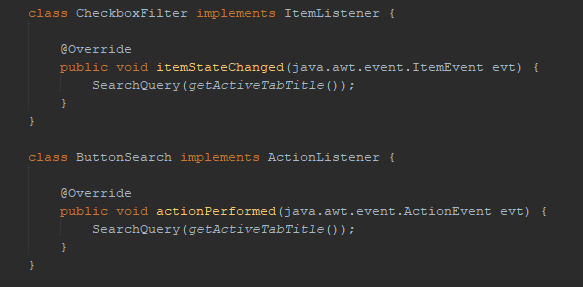 class CheckboxFilter implements ItemListener {
@Override
public void itemStateChanged(java.awt.event.ItemEvent evt) {
SearchQuery(getActiveTabTitle());
}
}
class ButtonSearch implements ActionListener {
@Override
public void actionPerformed(java.awt.event.ActionEvent evt) {
SearchQuery(getActiveTabTitle());
}
}